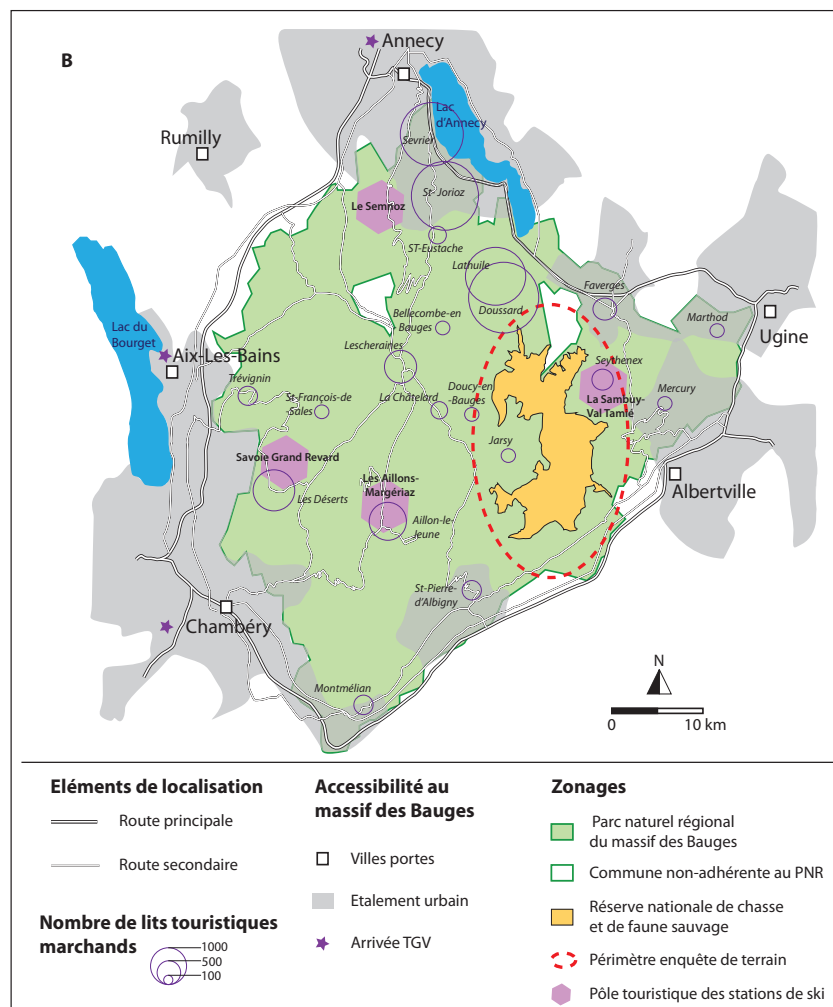 B
Annecy
Rumilly
Lac
d'Annecy
Sevrier
St- Jorioz
Le Semnoz
ST-Eustache
Lathuile
Doussard
Faverges
Marthod
Ugine
Lac du
Bourget
Aix-Les-Bains
Bellecombe-en
- Bauges
Lescheraines
Trévignin
St-François-de
- Sales
La Châtelard
Doucy-en
-Bauges
Seythenex
La Sambuy-
Val Tamié
Mercury
Jarsy
Savoie Grand Revard
Les Déserts
Les Aillons-
Margériaz
Aillon-le-
Jeune
Albertville
St-Pierre-
d'Albigny
Chambéry
Montmélian
N
0 10 km
Eléments de localisation
Route principale
Route secondaire
Nombre de lits touristiques
marchands
1000
500
100
Accessibilité au
massif des Bauges
Villes portes
Etalement urbain
Arrivée TGV
Zonages
Parc naturel régional
du massif des Bauges
Commune non-adhérente au PNR
Réserve nationale de chasse
et de faune sauvage
Périmètre enquête de terrain
Pôle touristique des stations de ski